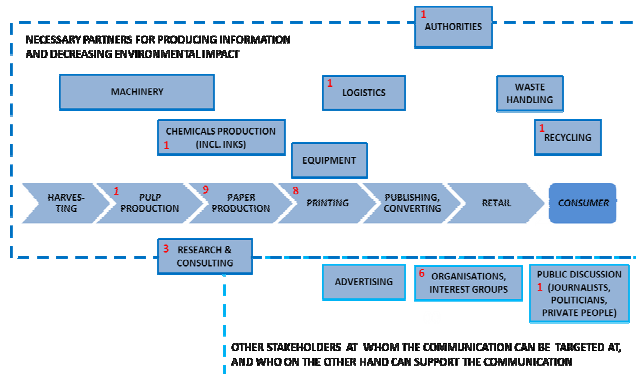 1
AUTHORITIES
NECESSARY PARTNERS FOR PRODUCING INFORMATION
AND DECREASING ENVIRONMENTAL IMPACT
MACHINERY
1
LOGISTICS
WASTE
HANDLING
CHEMICALS PRODUCTION
1 (INCL. INKS)
1
RECYCLING
EQUIPMENT
HARVES-
TING
1
PULP
PRODUCTION
9
PAPER
PRODUCTION
8
PRINTING
PUBLISHING,
CONVERTING
RETAIL
CONSUMER
3 RESEARCH &
CONSULTING
ADVERTISING
6 ORGANISATIONS,
INTEREST GROUPS
PUBLIC DISCUSSION
1 (JOURNALISTS,
POLITICIANS,
PRIVATE PEOPLE)
OTHER STAKEHOLDERS AT WHOM THE COMMUNICATION CAN BE TARGETED AT,
AND WHO ON THE OTHER HAND CAN SUPPORT THE COMMUNICATION